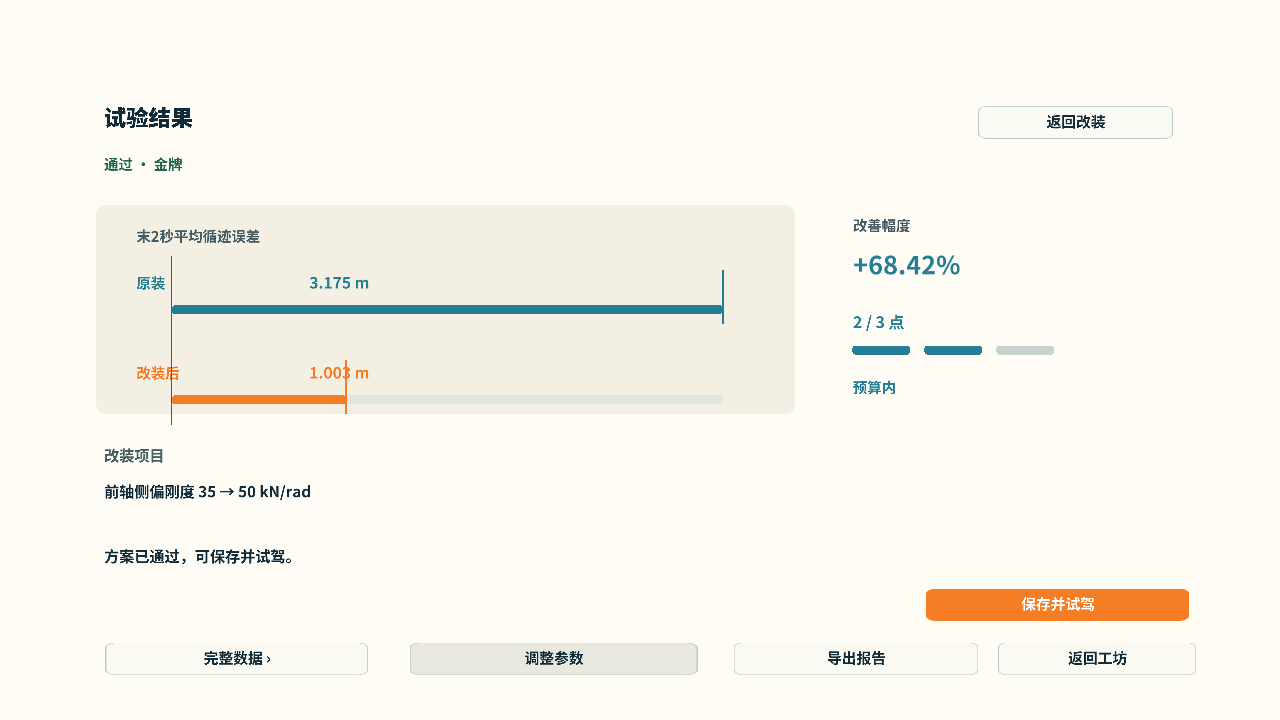 试验结果
返回改装
通过 · 金牌
末2秒平均循迹误差
原装 3.175 m
改装后 1.003 m
改善幅度
+68.42%
2 / 3 点
预算内
改装项目
前轴侧偏刚度 35 → 50 kN/rad
方案已通过，可保存并试驾。
保存并试驾
完整数据 ›
调整参数
导出报告
返回工坊